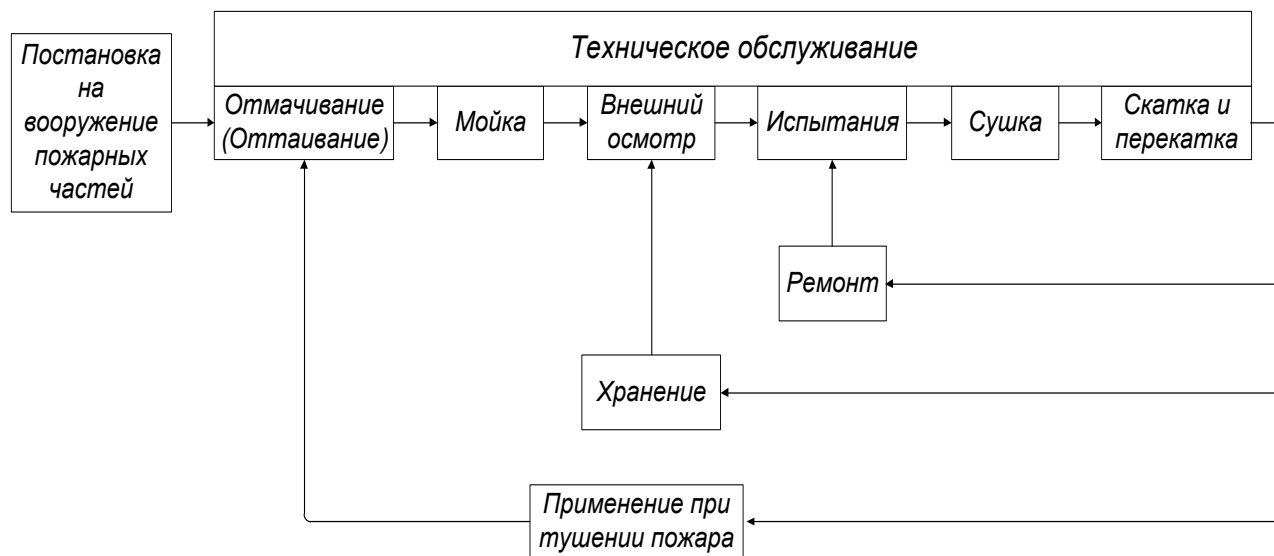 Техническое обслуживание
Постановка
на
вооружение
пожарных
частей
Отмачивание
(Оттаивание)
Мойка
Внешний
осмотр
Испытания
Сушка
Скатка и
перекатка
Ремонт
Хранение
Применение при
тушении пожара